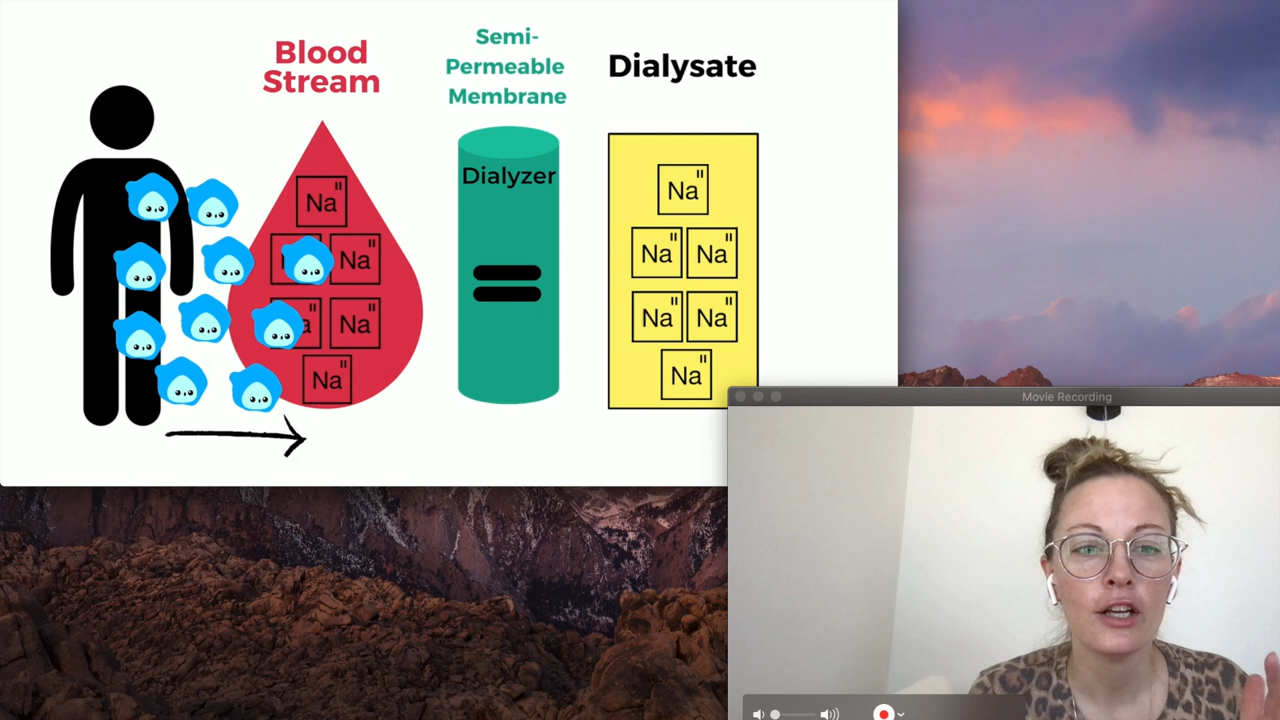 Blood
Stream
Semi-
Permeable
Membrane
Dialysate
Dialyzer
Na"
Na"
Na"
Na"
Na"
Na"
Na"
Na"
Na"
Na"
Na"
Movie Recording